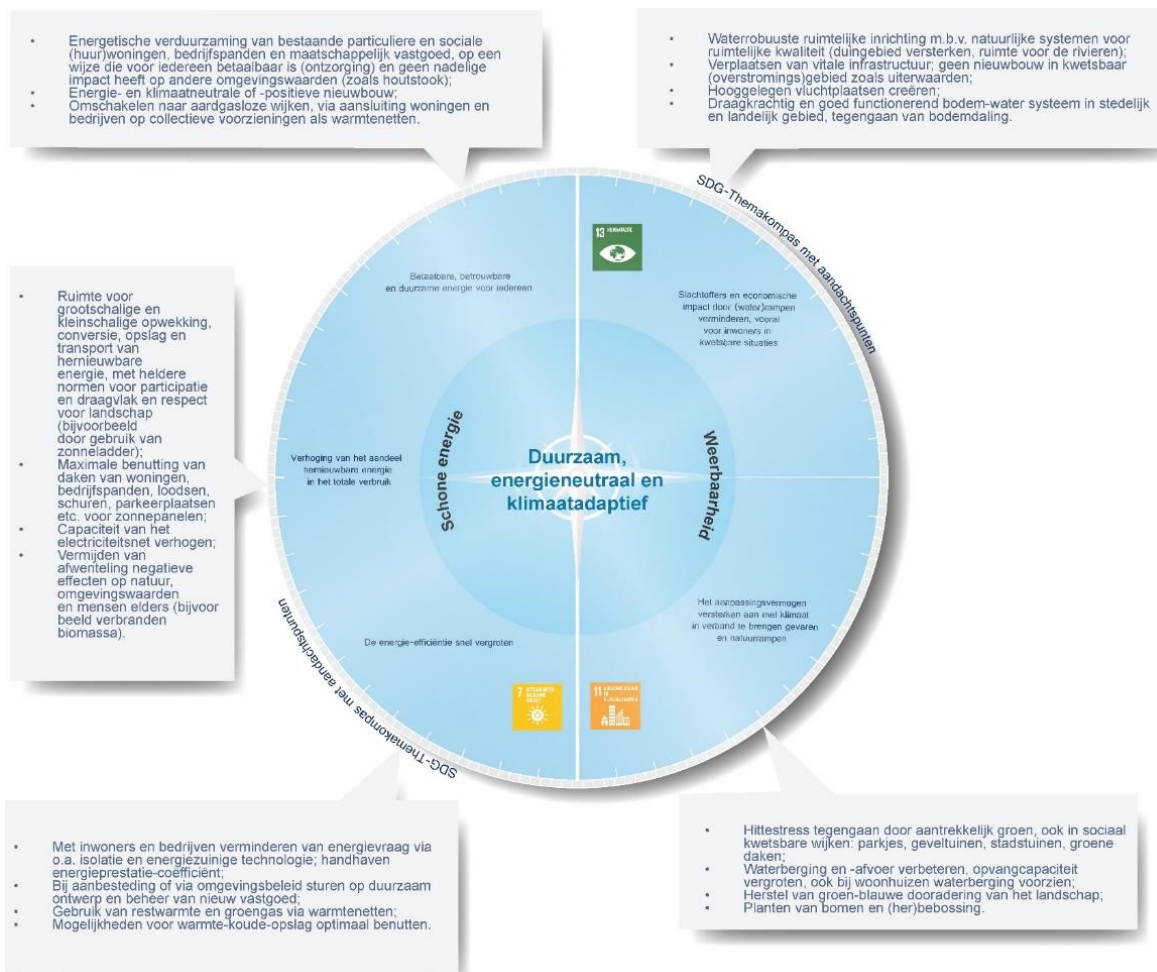 • Energetische verduurzaming van bestaande particuliere en sociale
(huur)woningen, bedrijfspanden en maatschappelijk vastgoed, op een
wijze die voor iedereen betaalbaar is (ontzorging) en geen nadelige
impact heeft op andere omgevingswaarden (zoals houtstook);
• Energie- en klimaatneutrale of -positieve nieuwbouw;
• Omschakelen naar aardgasloze wijken, via aansluiting woningen en
bedrijven op collectieve voorzieningen als warmtenetten.
• Waterrobuuste ruimtelijke inrichting m.b.v. natuurlijke systemen voor
ruimtelijke kwaliteit (duingebied versterken, ruimte voor de rivieren);
• Verplaatsen van vitale infrastructuur; geen nieuwbouw in kwetsbaar
(overstromings)gebied zoals uiterwaarden;
• Hooggelegen vluchtplaatsen creëren;
• Draagkrachtig en goed functionerend bodem-water systeem in stedelijk
en landelijk gebied, tegengaan van bodemdaling.
SDG-Themakompas met aandachtspunten
13 KLIMAATACTIE
Betaalbare, betrouwbare
en duurzame energie voor iedereen
Slachtoffers en economische
impact door (water)rampen
verminderen, vooral
voor inwoners in
kwetsbare situaties
• Ruimte voor
grootschalige en
kleinschalige opwekking,
conversie, opslag en
transport van
hernieuwbare
energie, met heldere
normen voor participatie
en draagvlak en respect
voor landschap
(bijvoorbeeld
door gebruik van
zonneladder);
• Maximale benutting van
daken van woningen,
bedrijfspanden, loodsen,
schuren, parkeerplaatsen
etc. voor zonnepanelen;
• Capaciteit van het
electriciteitsnet verhogen;
• Vermijden van
afwenteling negatieve
effecten op natuur,
omgevingswaarden
en mensen elders (bijvoor
beeld verbranden
biomassa).
Verhoging van het aandeel
hernieuwbare energie
in het totale verbruik
Schone energie
Duurzaam,
energieneutraal en
klimaatadaptief
Weerbaarheid
Het aanpassingsvermogen
versterken aan met klimaat
in verband te brengen gevaren
en natuurrampen
De energie-efficiëntie snel vergroten
7
11
SDG-Themakompas met aandachtspunten
• Met inwoners en bedrijven verminderen van energievraag via
o.a. isolatie en energiezuinige technologie; handhaven
energieprestatie-coëfficiënt;
• Bij aanbesteding of via omgevingsbeleid sturen op duurzaam
ontwerp en beheer van nieuw vastgoed;
• Gebruik van restwarmte en groengas via warmtenetten;
• Mogelijkheden voor warmte-koude-opslag optimaal benutten.
• Hittestress tegengaan door aantrekkelijk groen, ook in sociaal
kwetsbare wijken: parkjes, geveltuinen, stadstuinen, groene
daken;
• Waterberging en -afvoer verbeteren, opvangcapaciteit
vergroten, ook bij woonhuizen waterberging voorzien;
• Herstel van groen-blauwe dooradering van het landschap;
• Planten van bomen en (her)bebossing.